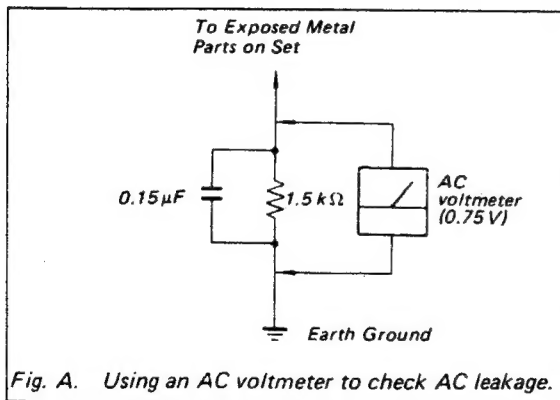 To Exposed Metal
Parts on Set
0.15μF
1.5 kΩ
AC
voltmeter
(0.75 V)
Earth Ground
Fig. A. Using an AC voltmeter to check AC leakage.